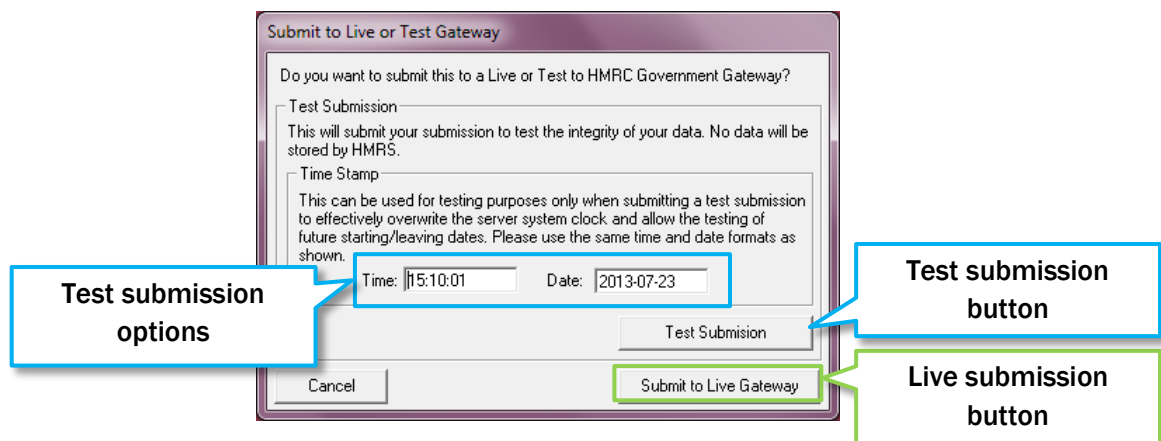 Submit to Live or Test Gateway
Do you want to submit this to a Live or Test to HMRC Government Gateway?
Test Submission
This will submit your submission to test the integrity of your data. No data will be
stored by HMRS.
Time Stamp
This can be used for testing purposes only when submitting a test submission
to effectively overwrite the server system clock and allow the testing of
future starting/leaving dates. Please use the same time and date formats as
shown.
Time: 15:10:01 Date: 2013-07-23
Test submission
options
Test submission
button
Test Submision
Cancel
Submit to Live Gateway
Live submission
button